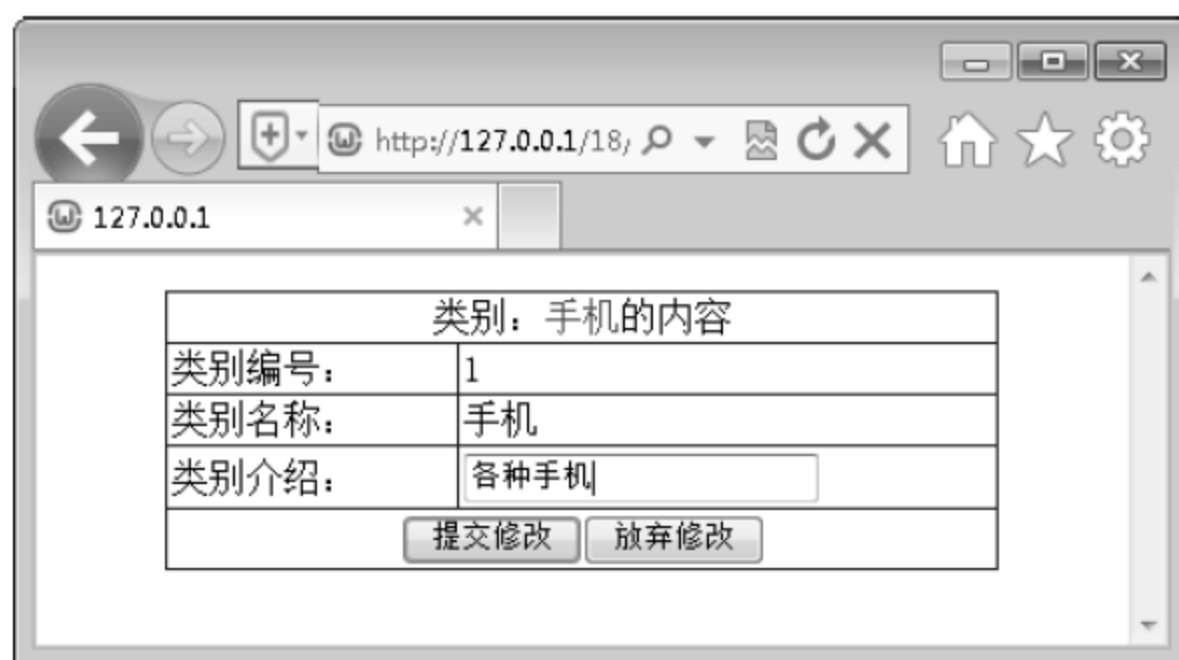 http://127.0.0.1/18/
127.0.0.1
类别：手机的内容
类别编号：
1
类别名称：
手机
类别介绍：
各种手机
提交修改
放弃修改